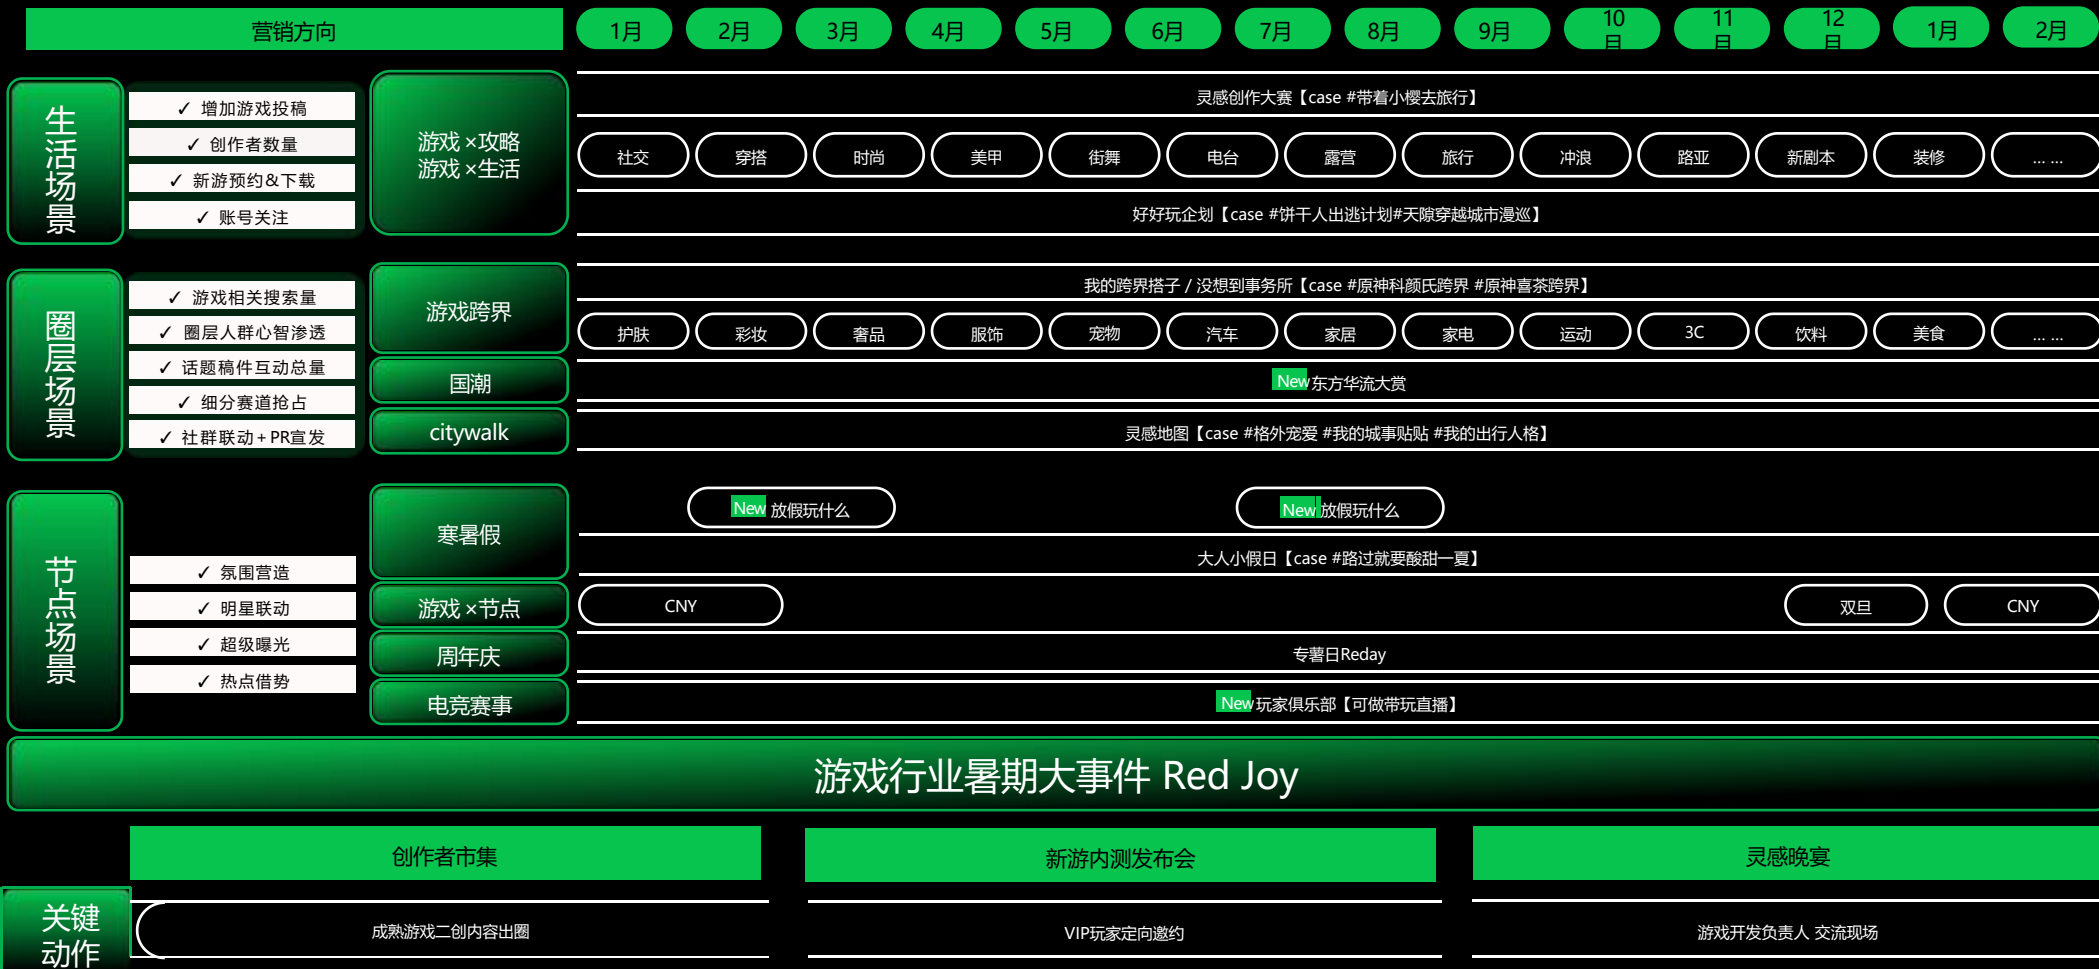 营销方向
1月 2月 3月 4月 5月 6月 7月 8月 9月 10月 11月 12月 1月 2月
生活场景
✓ 增加游戏投稿
✓ 创作者数量
✓ 新游预约&下载
✓ 账号关注
游戏×攻略
游戏×生活
灵感创作大赛【case #带着小樱去旅行】
社交 穿搭 时尚 美甲 街舞 电台 露营 旅行 冲浪 路亚 新剧本 装修 ... ...
好好玩企划【case #饼干人出逃计划#天隙穿越城市漫巡】
圈层场景
✓ 游戏相关搜索量
✓ 圈层人群心智渗透
✓ 话题稿件互动总量
✓ 细分赛道抢占
✓ 社群联动+PR宣发
游戏跨界
我的跨界搭子 / 没想到事务所【case #原神科颜氏跨界 #原神喜茶跨界】
护肤 彩妆 奢品 服饰 宠物 汽车 家居 家电 运动 3C 饮料 美食 ... ...
国潮
New东方华流大赏
citywalk
灵感地图【case #格外宠爱 #我的城事贴贴 #我的出行人格】
节点场景
✓ 氛围营造
✓ 明星联动
✓ 超级曝光
✓ 热点借势
寒暑假
New 放假玩什么 New 放假玩什么
大人小假日【case #路过就要酸甜一夏】
游戏×节点
CNY 双旦 CNY
周年庆
专薯日Reday
电竞赛事
New玩家俱乐部【可做带玩直播】
游戏行业暑期大事件 Red Joy
创作者市集 新游内测发布会 灵感晚宴
关键
动作
成熟游戏二创内容出圈 VIP玩家定向邀约 游戏开发负责人 交流现场